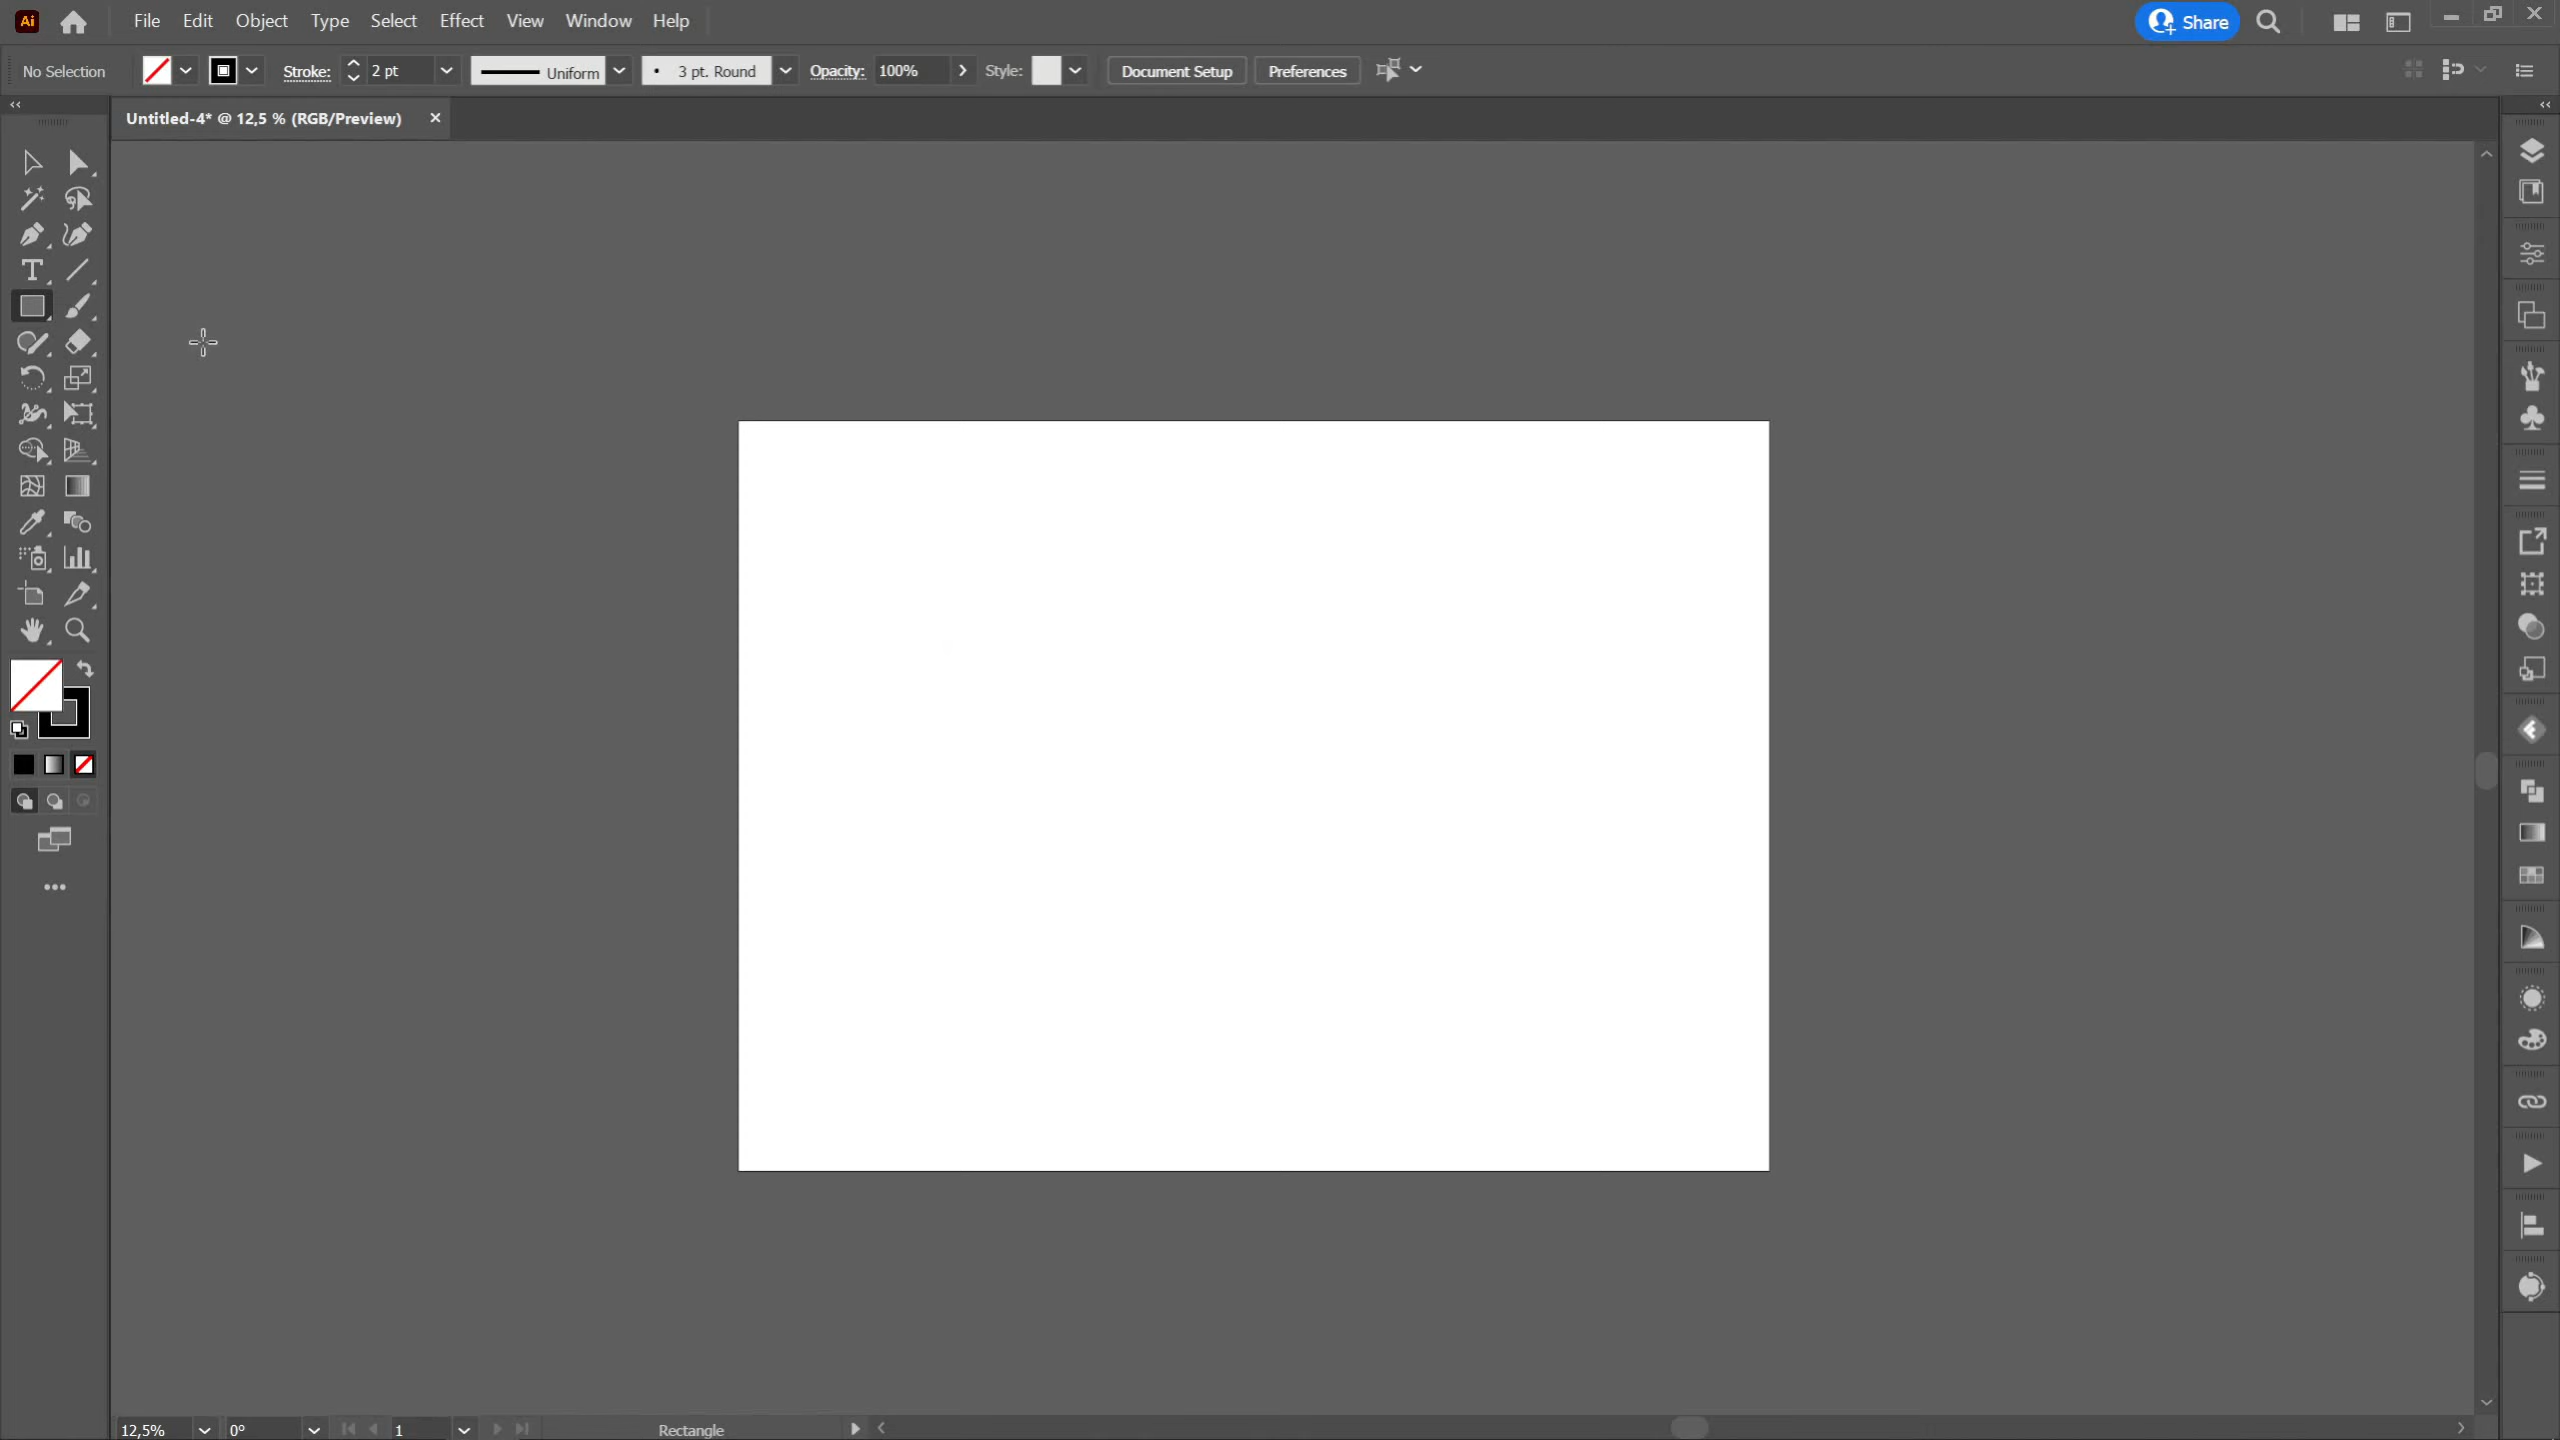 Ai File Edit Object Type Select Effect View Window Help Share
No Selection Stroke: 2 pt Uniform 3 pt. Round Opacity: 100% Style: Document Setup Preferences
Untitled-4* @ 12,5 % (RGB/Preview)
12,5% 0° 1 Rectangle